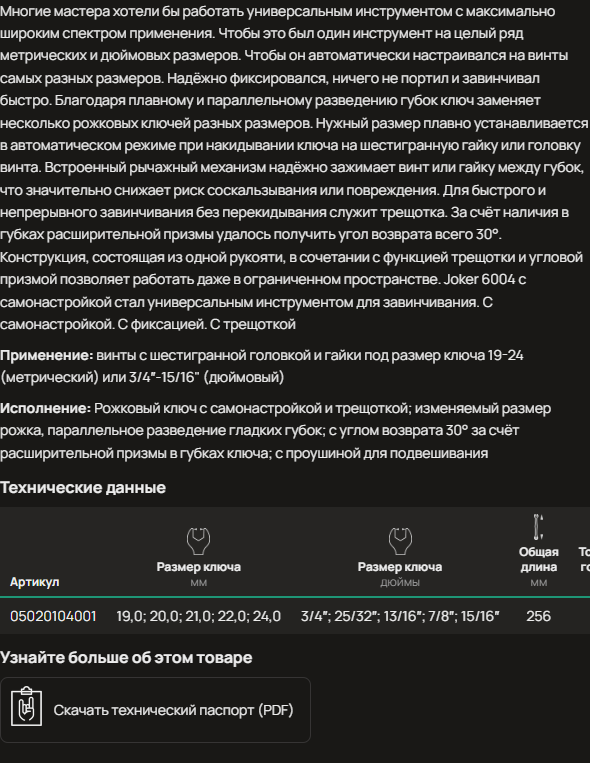 Многие мастера хотели бы работать универсальным инструментом с максимально
широким спектром применения. Чтобы это был один инструмент на целый ряд
метрических и дюймовых размеров. Чтобы он автоматически настраивался на винты
самых разных размеров. Надёжно фиксировался, ничего не портил и завинчивал
быстро. Благодаря плавному и параллельному разведению губок ключ заменяет
несколько рожковых ключей разных размеров. Нужный размер плавно устанавливается
в автоматическом режиме при накидывании ключа на шестигранную гайку или головку
винта. Встроенный рычажный механизм надёжно зажимает винт или гайку между губок,
что значительно снижает риск соскальзывания или повреждения. Для быстрого и
непрерывного завинчивания без перекидывания служит трещотка. За счёт наличия в
губках расширительной призмы удалось получить угол возврата всего 30°.
Конструкция, состоящая из одной рукояти, в сочетании с функцией трещотки и угловой
призмой позволяет работать даже в ограниченном пространстве. Joker 6004 с
самонастройкой стал универсальным инструментом для завинчивания. С
самонастройкой. С фиксацией. С трещоткой
Применение: винты с шестигранной головкой и гайки под размер ключа 19-24
(метрический) или 3/4″-15/16" (дюймовый)
Исполнение: Рожковый ключ с самонастройкой и трещоткой; изменяемый размер
рожка, параллельное разведение гладких губок; с углом возврата 30° за счёт
расширительной призмы в губках ключа; с проушиной для подвешивания
Технические данные
Артикул
Размер ключа
мм
Размер ключа
дюймы
Общая
длина
мм
То
го
05020104001 19,0; 20,0; 21,0; 22,0; 24,0 3/4″; 25/32″; 13/16″; 7/8″; 15/16″ 256
Узнайте больше об этом товаре
Скачать технический паспорт (PDF)